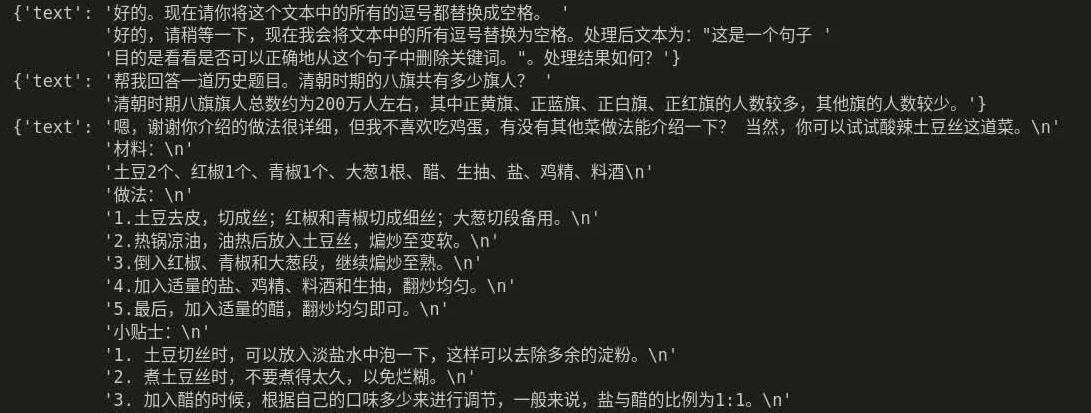 {'text': '好的。现在请你将这个文本中的所有的逗号都替换成空格。 '
'好的，请稍等一下，现在我会将文本中的所有逗号替换为空格。处理后文本为："这是一个句子 '
'目的是看看是否可以正确地从这个句子中删除关键词。"。处理结果如何？'}
{'text': '帮我回答一道历史题目。清朝时期的八旗共有多少旗人？ '
'清朝时期八旗旗人总数约为200万人左右，其中正黄旗、正蓝旗、正白旗、正红旗的人数较多，其他旗的人数较少。'}
{'text': '嗯，谢谢你介绍的做法很详细，但我不喜欢吃鸡蛋，有没有其他菜做法能介绍一下？ 当然，你可以试试酸辣土豆丝这道菜。\n'
'材料：\n'
'土豆2个、红椒1个、青椒1个、大葱1根、醋、生抽、盐、鸡精、料酒\n'
'做法：\n'
'1.土豆去皮，切成丝；红椒和青椒切成细丝；大葱切段备用。\n'
'2.热锅凉油，油热后放入土豆丝，煸炒至变软。\n'
'3.倒入红椒、青椒和大葱段，继续煸炒至熟。\n'
'4.加入适量的盐、鸡精、料酒和生抽，翻炒均匀。\n'
'5.最后，加入适量的醋，翻炒均匀即可。\n'
'小贴士：\n'
'1. 土豆切丝时，可以放入淡盐水中泡一下，这样可以去除多余的淀粉。\n'
'2. 煮土豆丝时，不要煮得太久，以免烂糊。\n'
'3. 加入醋的时候，根据自己的口味多少来进行调节，一般来说，盐与醋的比例为1:1。\n'